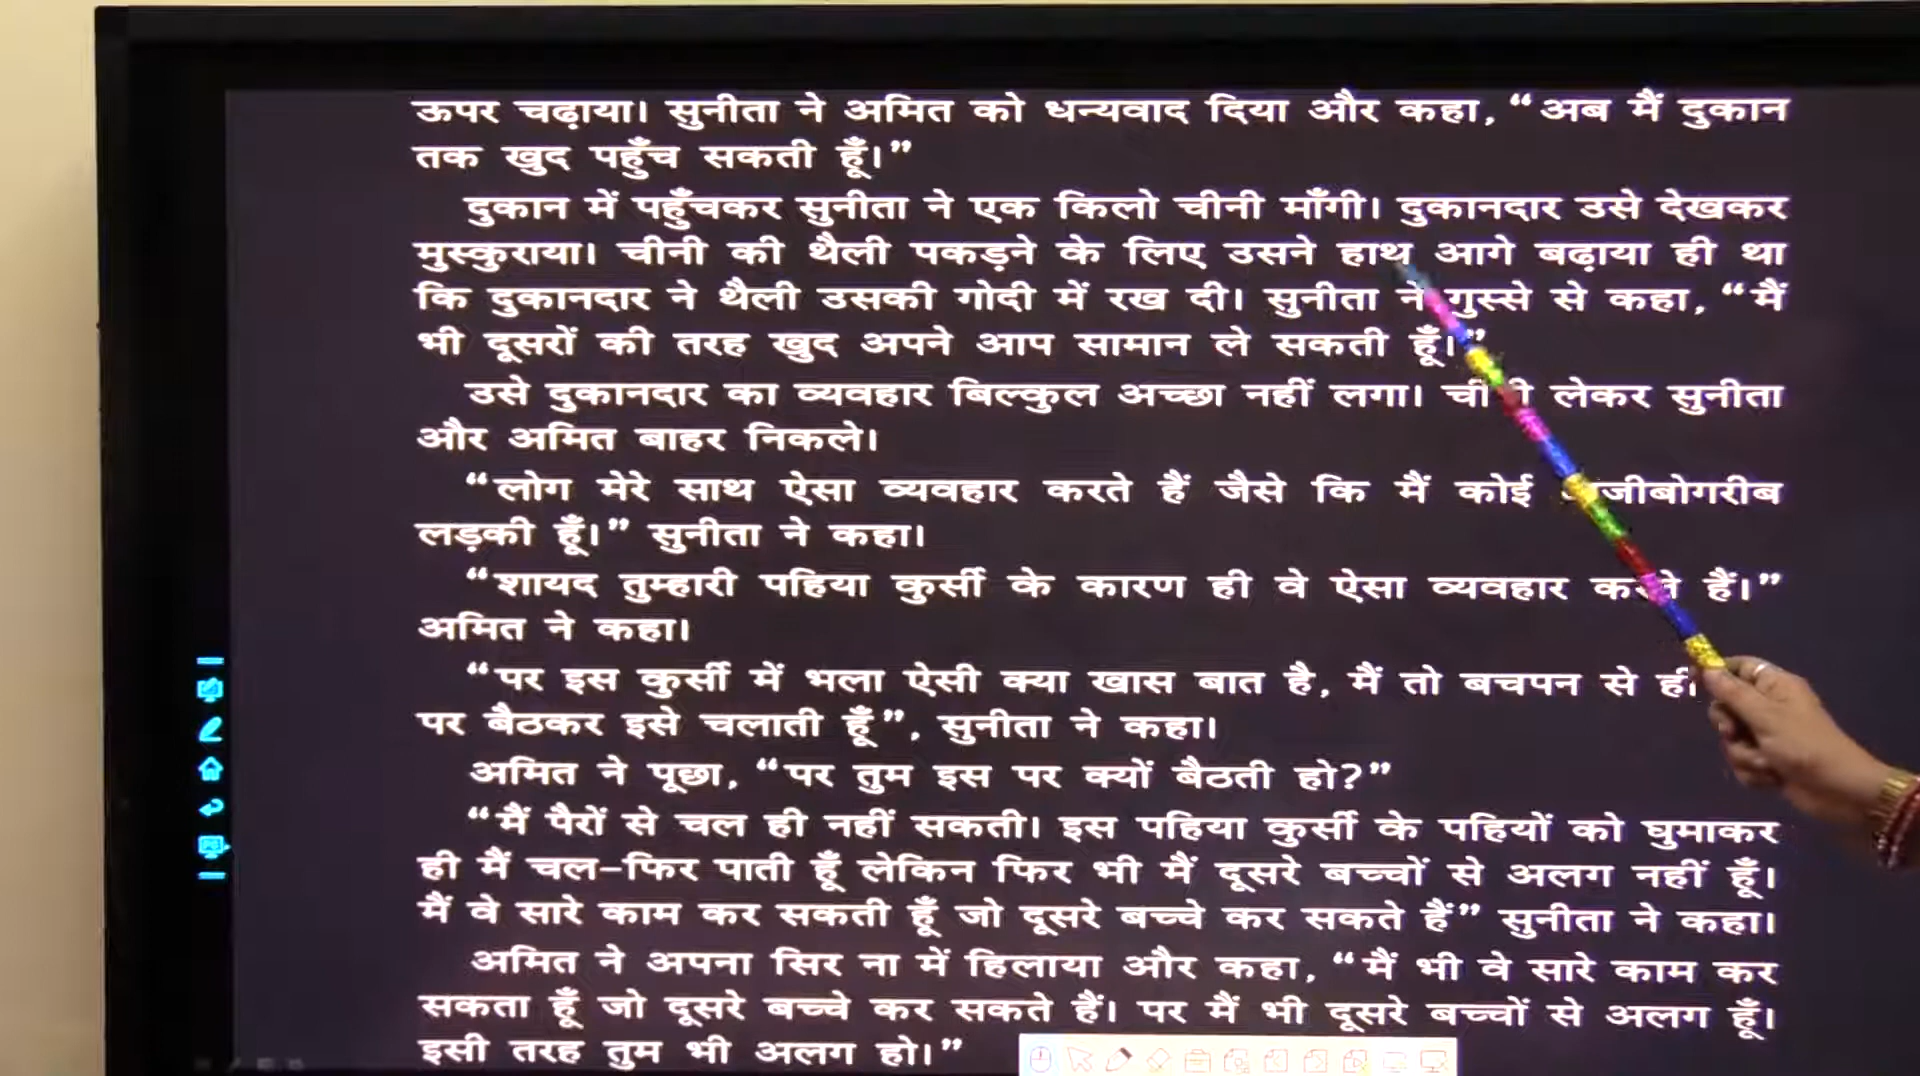 ऊपर चढ़ाया। सुनीता ने अमित को धन्यवाद दिया और कहा, “अब मैं दुकान
तक खुद पहुँच सकती हूँ।”
दुकान में पहुँचकर सुनीता ने एक किलो चीनी माँगी। दुकानदार उसे देखकर
मुस्कुराया। चीनी की थैली पकड़ने के लिए उसने हाथ आगे बढ़ाया ही था
कि दुकानदार ने थैली उसकी गोदी में रख दी। सुनीता ने गुस्से से कहा, “मैं
भी दूसरों की तरह खुद अपने आप सामान ले सकती हूँ।”
उसे दुकानदार का व्यवहार बिल्कुल अच्छा नहीं लगा। लेकर सुनीता
और अमित बाहर निकले।
“लोग मेरे साथ ऐसा व्यवहार करते हैं जैसे कि मैं कोई
लड़की हूँ।” सुनीता ने कहा।
“शायद तुम्हारी पहिया कुर्सी के कारण ही वे ऐसा व्यवहार करते हैं।”
अमित ने कहा।
“पर इस कुर्सी में भला ऐसी क्या खास बात है, मैं तो बचपन से ही
पर बैठकर इसे चलाती हूँ”, सुनीता ने कहा।
अमित ने पूछा, “पर तुम इस पर क्यों बैठती हो?”
“मैं पैरों से चल ही नहीं सकती। इस पहिया कुर्सी के पहियों को घुमाकर
ही मैं चल–फिर पाती हूँ लेकिन फिर भी मैं दूसरे बच्चों से अलग नहीं हूँ।
मैं वे सारे काम कर सकती हूँ जो दूसरे बच्चे कर सकते हैं” सुनीता ने कहा।
अमित ने अपना सिर ना में हिलाया और कहा, “मैं भी वे सारे काम कर
सकता हूँ जो दूसरे बच्चे कर सकते हैं। पर मैं भी दूसरे बच्चों से अलग हूँ।
इसी तरह तुम भी अलग हो।”